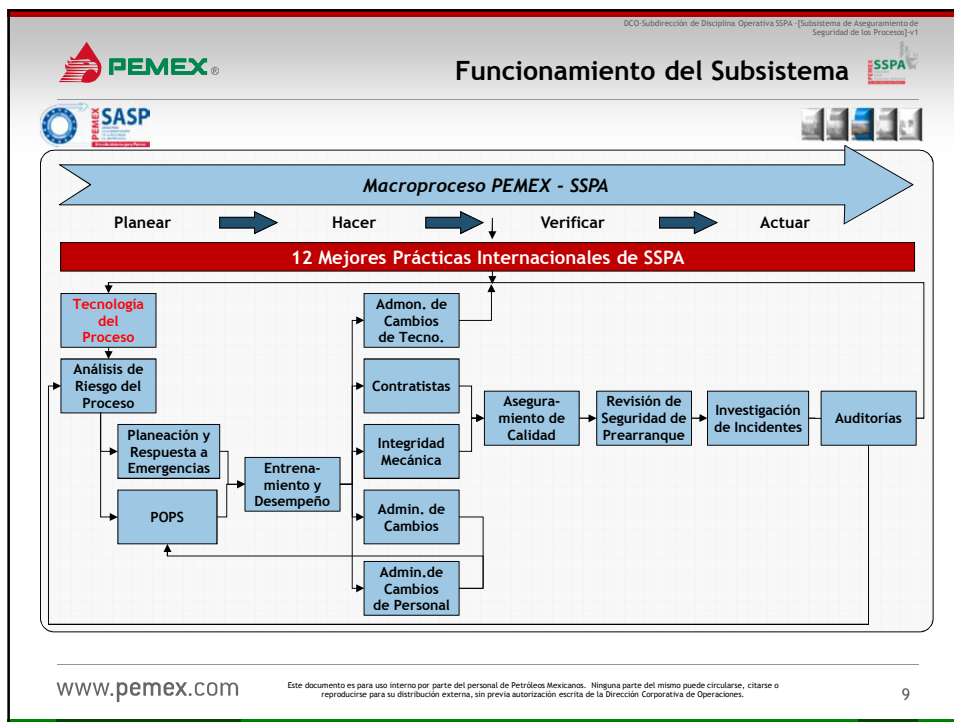 DCO-Subdirección de Disciplina Operativa SSPA -[Subsistema de Aseguramiento de
Seguridad de los Procesos]-v1
PEMEX ®
Funcionamiento del Subsistema
PEMEX
SSPA
PEMEX
SASP
Macroproceso PEMEX - SSPA
Planear
Hacer
Verificar
Actuar
12 Mejores Prácticas Internacionales de SSPA
Tecnología
del
Proceso
Análisis de
Riesgo del
Proceso
Planeación y
Respuesta a
Emergencias
POPS
Entrena-
miento y
Desempeño
Admon. de
Cambios
de Tecno.
Contratistas
Integridad
Mecánica
Admin. de
Cambios
Admin.de
Cambios
de Personal
Asegura-
miento de
Calidad
Revisión de
Seguridad de
Prearranque
Investigación
de Incidentes
Auditorías
www.pemex.com
Este documento es para uso interno por parte del personal de Petróleos Mexicanos. Ninguna parte del mismo puede circularse, citarse o
reproducirse para su distribución externa, sin previa autorización escrita de la Dirección Corporativa de Operaciones.
9